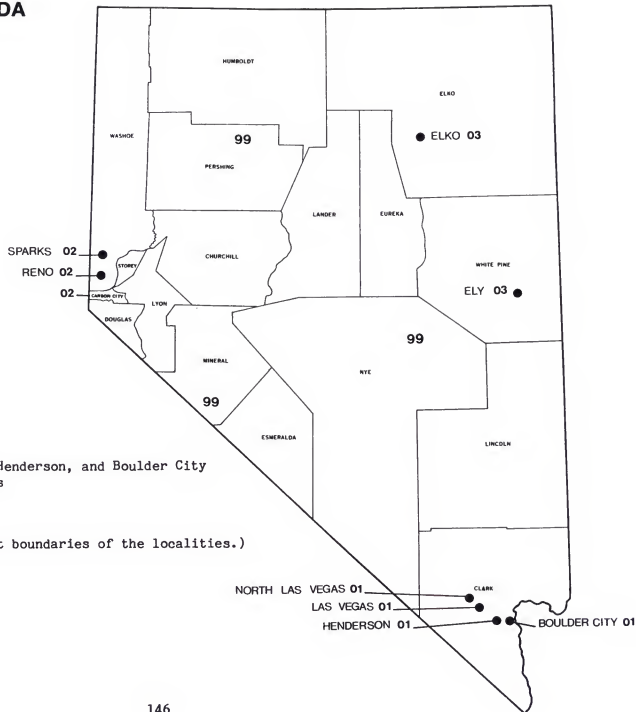 DA
HUMBOLDT
ELKO
WASHOE
99
ELKO 03
PERSHING
LANDER
EUREKA
SPARKS 02
STOREY
CHURCHILL
WHITE PINE
RENO 02
02
CARSON CITY
LYON
ELY 03
DOUGLAS
99
MINERAL
NYE
99
ESMERALDA
LINCOLN
Henderson, and Boulder City
s
t boundaries of the localities.)
CLARK
NORTH LAS VEGAS 01
LAS VEGAS 01
HENDERSON 01
BOULDER CITY 01
146